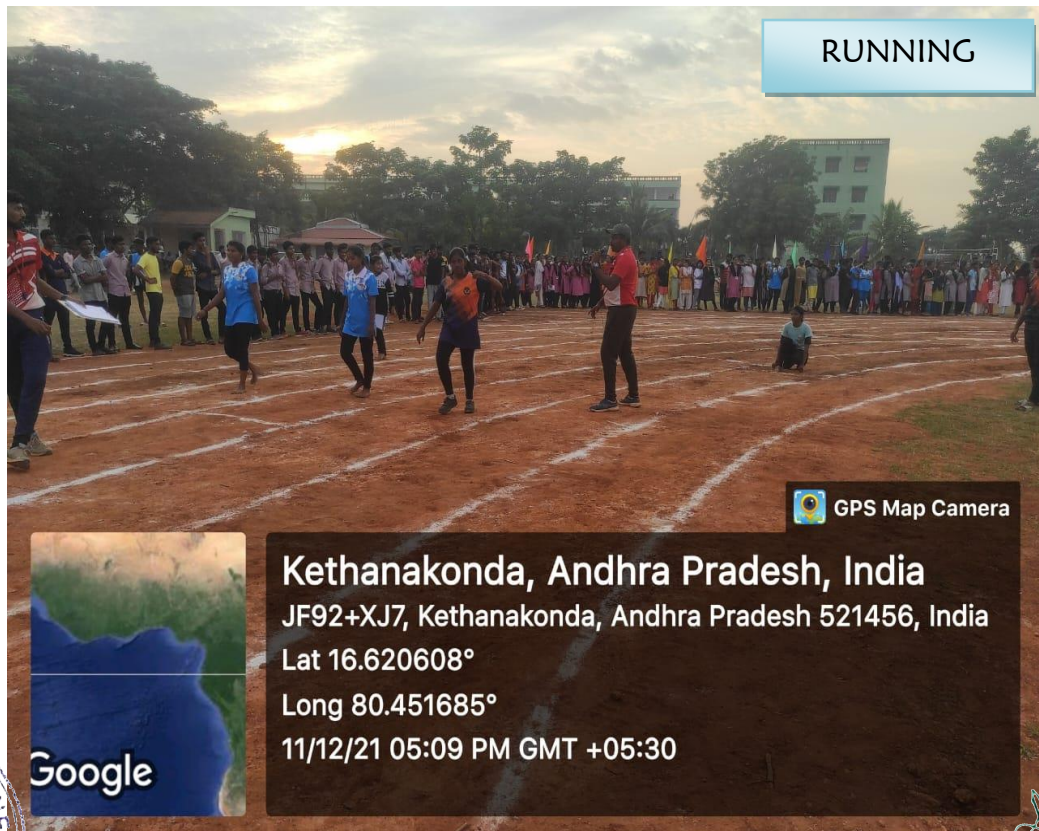 RUNNING
GPS Map Camera
Kethanakonda, Andhra Pradesh, India
JF92+XJ7, Kethanakonda, Andhra Pradesh 521456, India
Lat 16.620608°
Long 80.451685°
11/12/21 05:09 PM GMT +05:30
Google